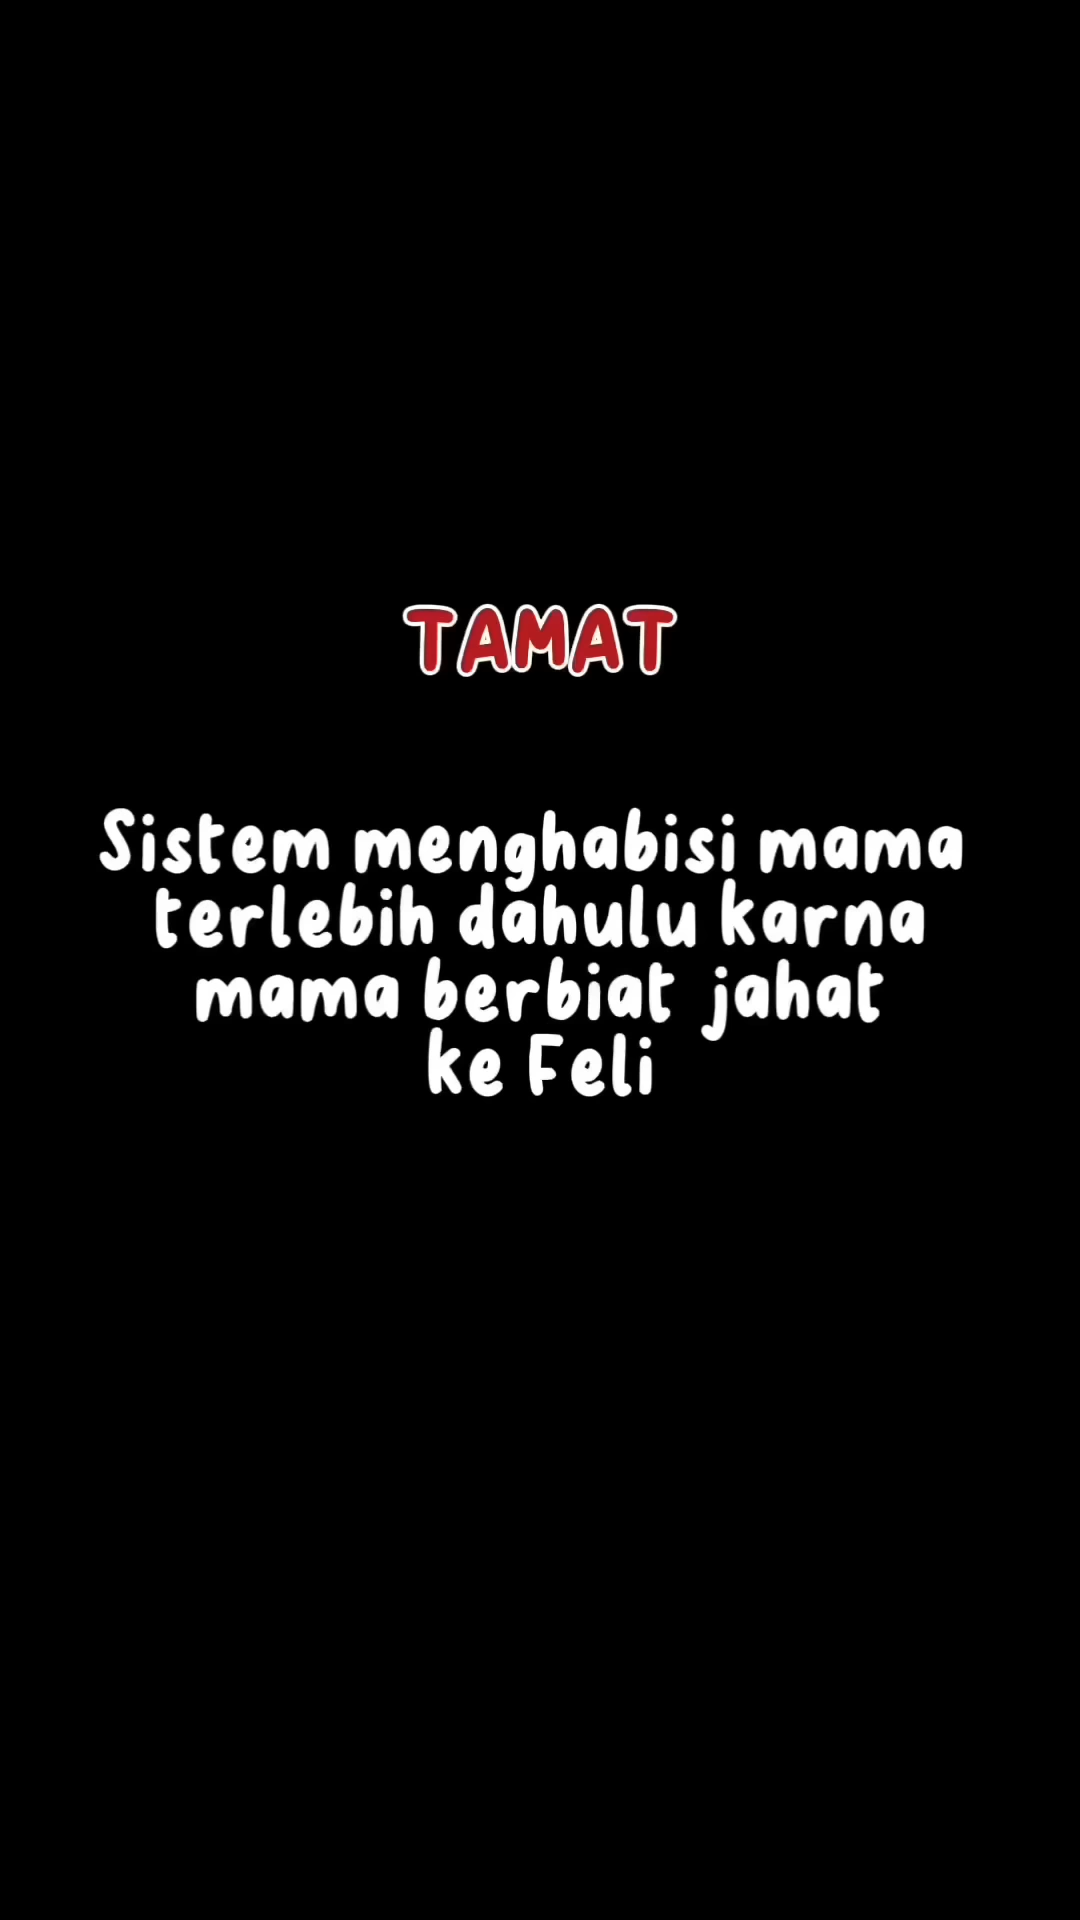 TAMAT
Sistem menghabisi mama
terlebih dahulu karna
mama berbiat jahat
ke Feli